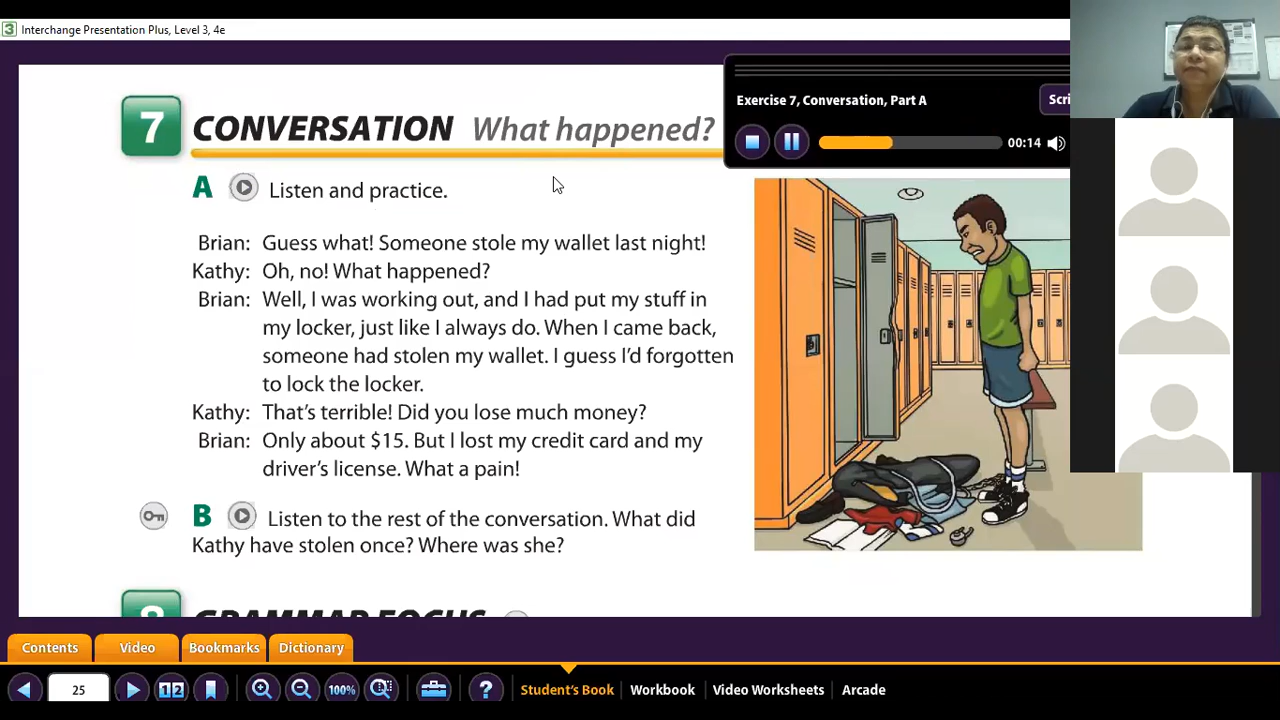 3 Interchange Presentation Plus, Level 3, 4e
7 CONVERSATION What happened?
Exercise 7, Conversation, Part A
Scri
00:14
A Listen and practice.
Brian: Guess what! Someone stole my wallet last night!
Kathy: Oh, no! What happened?
Brian: Well, I was working out, and I had put my stuff in
my locker, just like I always do. When I came back,
someone had stolen my wallet. I guess I'd forgotten
to lock the locker.
Kathy: That's terrible! Did you lose much money?
Brian: Only about $15. But I lost my credit card and my
driver's license. What a pain!
B Listen to the rest of the conversation. What did
Kathy have stolen once? Where was she?
8 GRAMMAR FOCUS
Contents Video Bookmarks Dictionary
25 12 100% ? Student's Book Workbook Video Worksheets Arcade